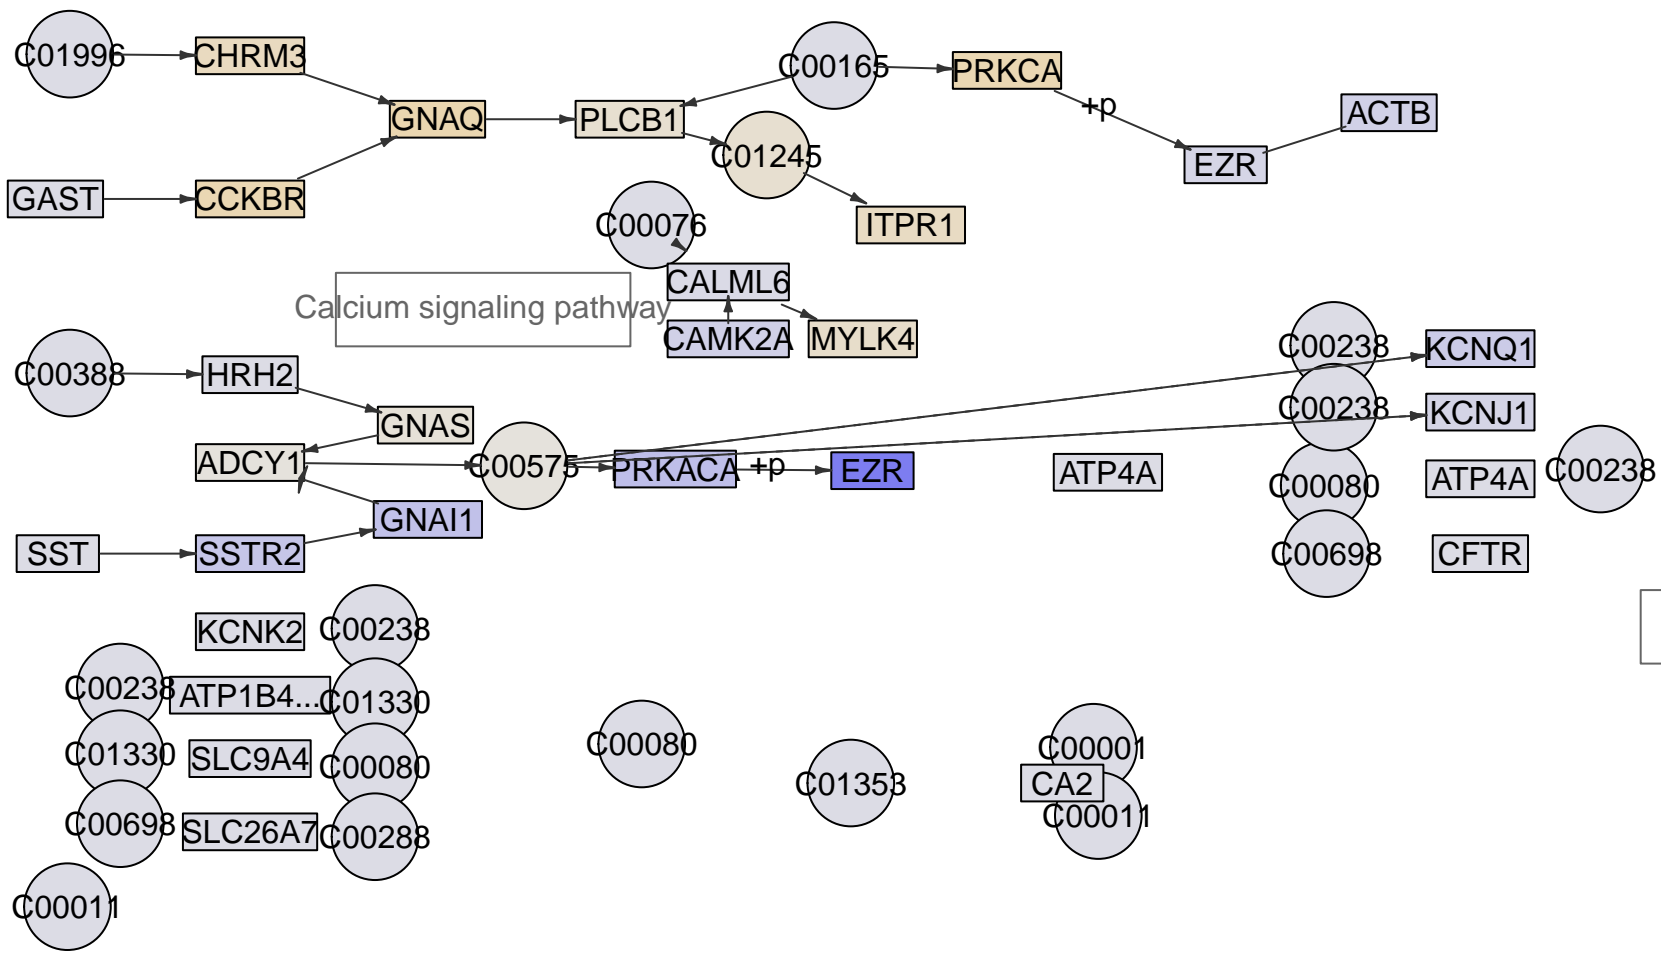 C01996
CHRM3
C00165
PRKCA
+p
ACTB
GNAQ
PLCB1
C01245
EZR
GAST
CCKBR
C00076
ITPR1
Calcium signaling pathway
CALML6
CAMK2A
MYLK4
C00238
KCNQ1
C00388
HRH2
C00238
KCNJ1
GNAS
ADCY1
C00575
PRKACA
+p
EZR
ATP4A
C00080
ATP4A
C00238
GNAI1
SST
SSTR2
C00698
CFTR
KCNK2
C00238
C00238
ATP1B4...
C01330
C01330
SLC9A4
C00080
C00080
C01353
C00001
CA2
C00011
C00698
SLC26A7
C00288
C00011